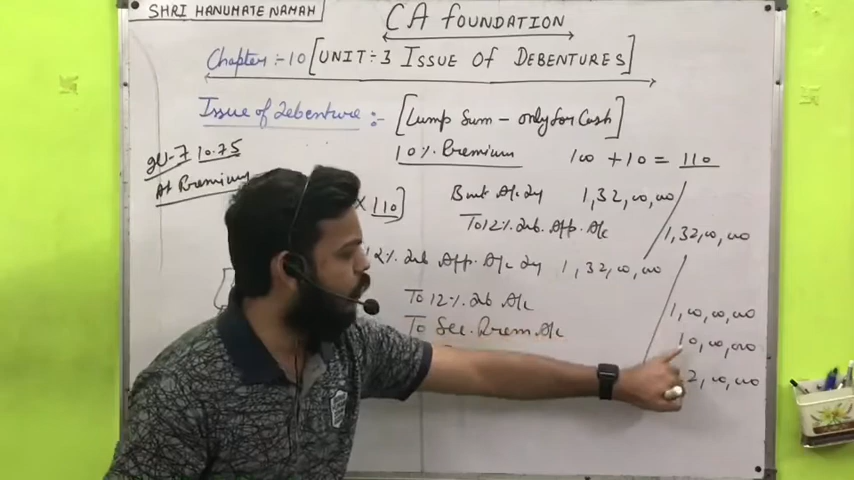 SHRI HANUMATE NAMAH
CA FOUNDATION
Chapter :- 10 [UNIT :- 3 ISSUE OF DEBENTURES]
Issue of Debenture :- [Lump Sum - only for Cash]
10.75
At Premium
10% Premium 100 + 10 = 110
× 110]
Bank A/c Dr 1,32,00,000
To 12% Deb. App. A/c 1,32,00,000
12% Deb App. A/c Dr 1,32,00,000
To 12% Deb A/c 1,00,00,000
To Sec. Prem. A/c 10,00,000
2,00,000